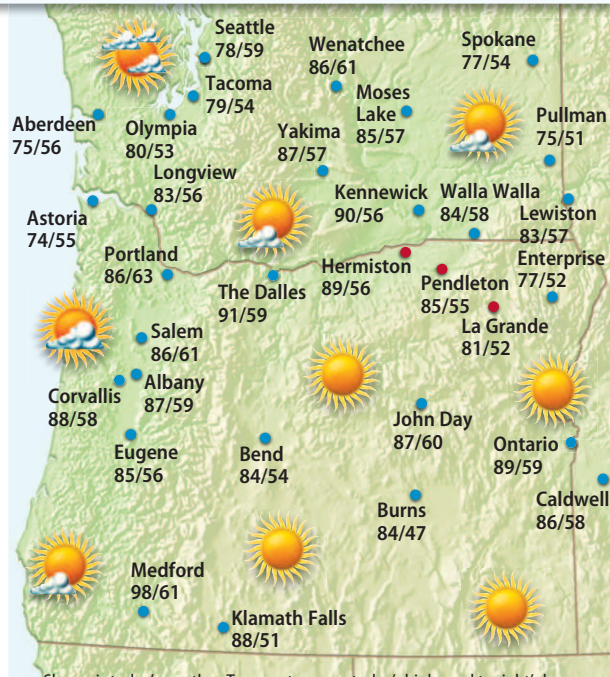 Seattle
78/59
Wenatchee
86/61
Spokane
77/54
Tacoma
79/54
Moses
Lake
85/57
Pullman
75/51
Aberdeen
75/56
Olympia
80/53
Yakima
87/57
Longview
83/56
Kennewick
90/56
Walla Walla
84/58
Lewiston
83/57
Astoria
74/55
Portland
86/63
The Dalles
91/59
Hermiston
89/56
Pendleton
85/55
Enterprise
77/52
La Grande
81/52
Salem
86/61
Albany
87/59
Corvallis
88/58
Eugene
85/56
Bend
84/54
John Day
87/60
Ontario
89/59
Caldwell
86/58
Burns
84/47
Medford
98/61
Klamath Falls
88/51